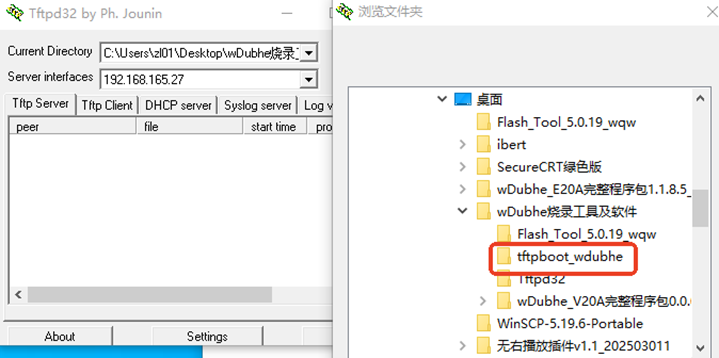 Tftpd32 by Ph. Jounin
Current Directory C:\Users\zl01\Desktop\wDubhe烧录工
Server interfaces 192.168.165.27
Tftp Server Tftp Client DHCP server Syslog server Log v
peer file start time pro
About Settings
浏览文件夹
桌面
Flash_Tool_5.0.19_wqw
ibert
SecureCRT绿色版
wDubhe_E20A完整程序包1.1.8.5_
wDubhe烧录工具及软件
Flash_Tool_5.0.19_wqw
tftpboot_wdubhe
Tftpd32
wDubhe_V20A完整程序包0.0.
WinSCP-5.19.6-Portable
无右播放插件v1.1_202503011